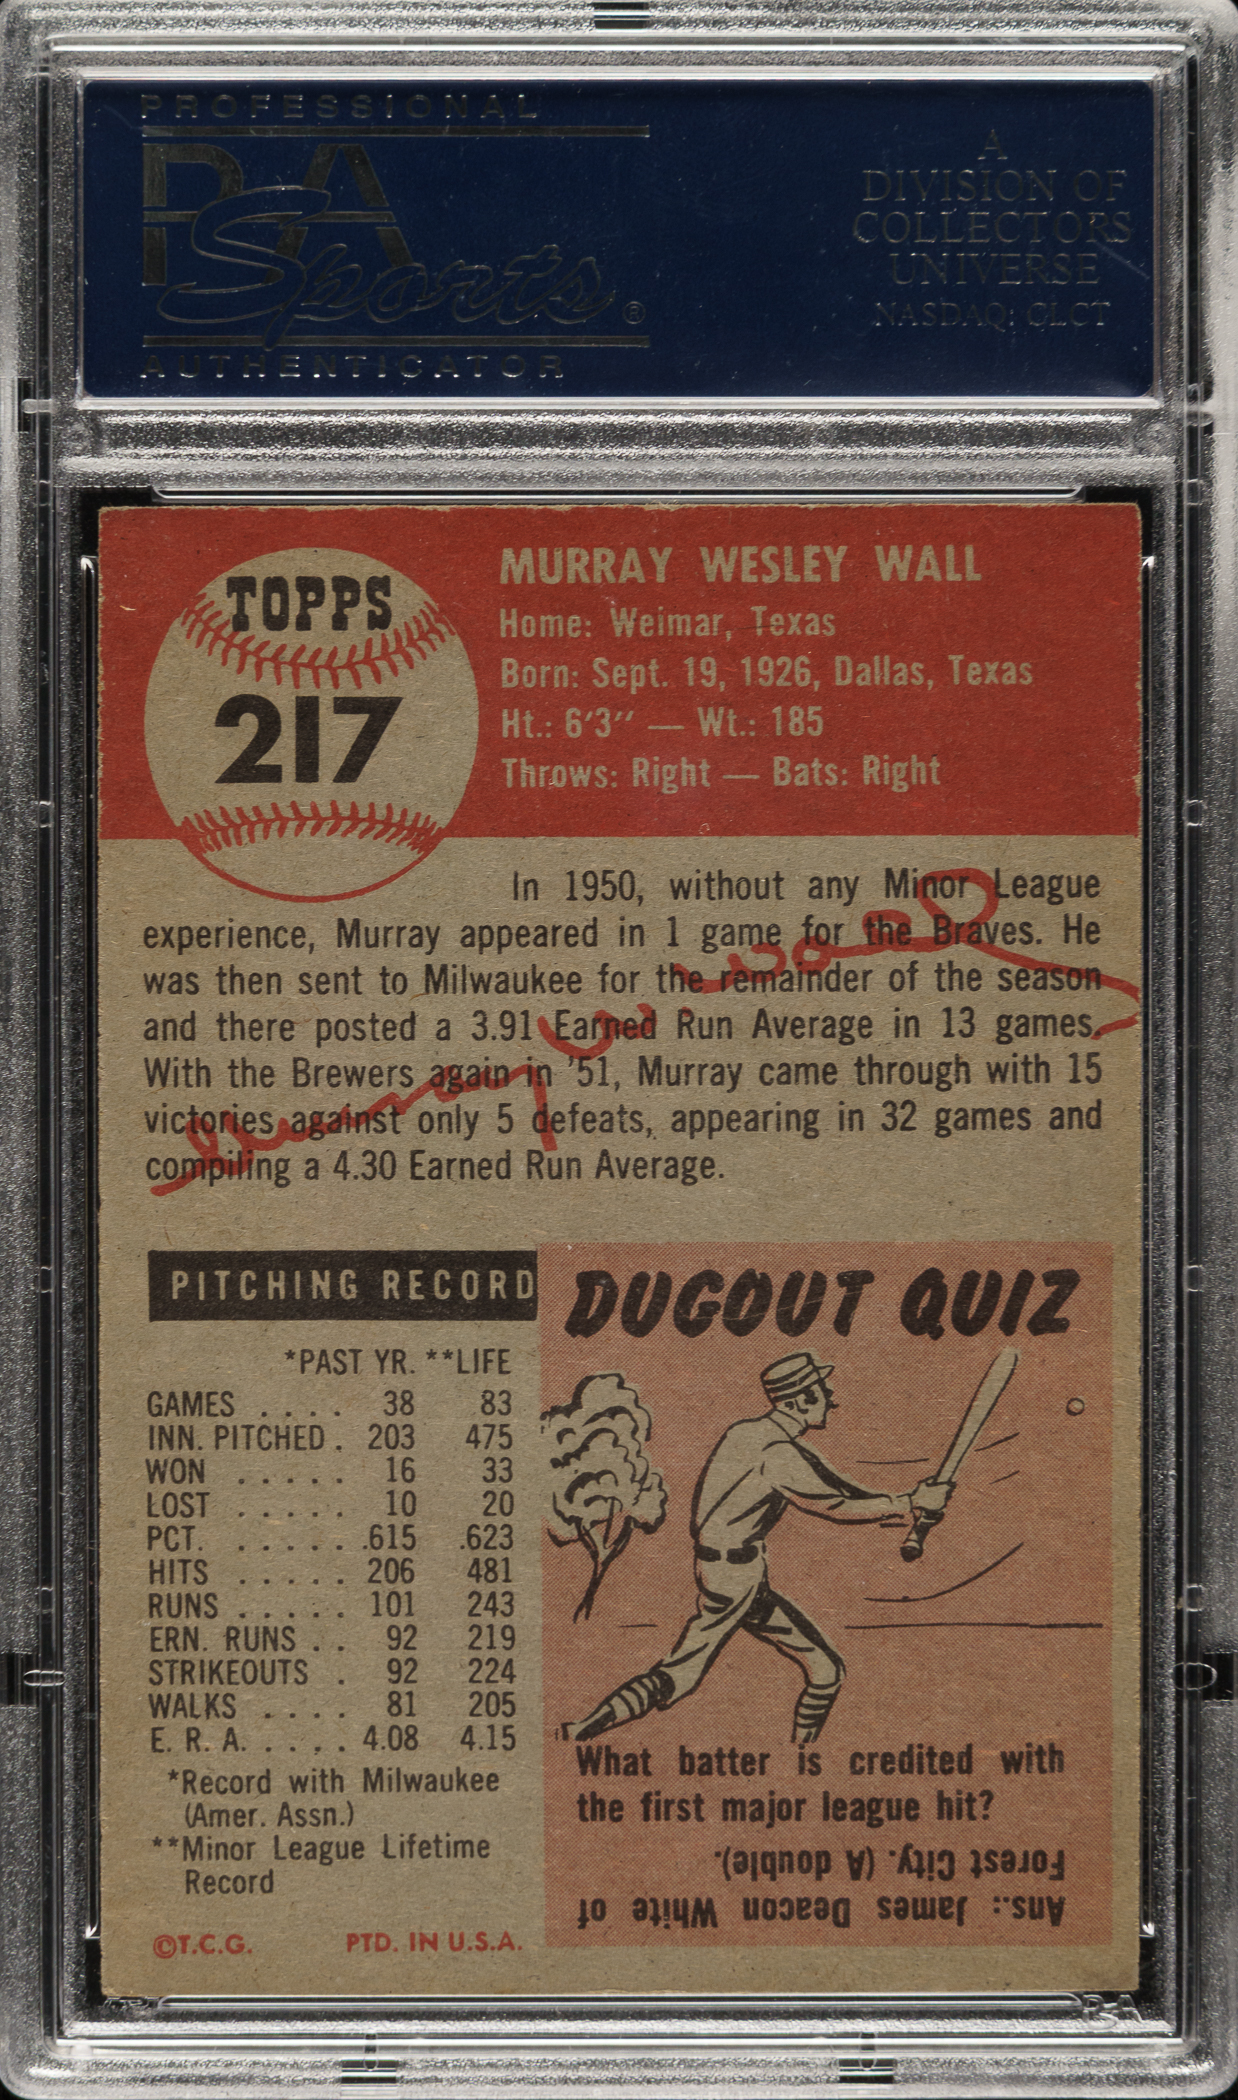 PROFESSIONAL
PSA
Sports®
AUTHENTICATOR
A
DIVISION OF
COLLECTORS
UNIVERSE
NASDAQ: CLCT
TOPPS
217
MURRAY WESLEY WALL
Home: Weimar, Texas
Born: Sept. 19, 1926, Dallas, Texas
Ht.: 6'3" — Wt.: 185
Throws: Right — Bats: Right
In 1950, without any Minor League
experience, Murray appeared in 1 game for the Braves. He
was then sent to Milwaukee for the remainder of the season
and there posted a 3.91 Earned Run Average in 13 games.
With the Brewers again in '51, Murray came through with 15
victories against only 5 defeats, appearing in 32 games and
compiling a 4.30 Earned Run Average.
Murray W. Wall
PITCHING RECORD
*PAST YR. **LIFE
GAMES .... 38 83
INN. PITCHED . 203 475
WON ..... 16 33
LOST ..... 10 20
PCT. ...... .615 .623
HITS ..... 206 481
RUNS ..... 101 243
ERN. RUNS .. 92 219
STRIKEOUTS . 92 224
WALKS .... 81 205
E. R. A. .... 4.08 4.15
*Record with Milwaukee
(Amer. Assn.)
**Minor League Lifetime
Record
©T.C.G. PTD. IN U.S.A.
DUGOUT QUIZ
What batter is credited with
the first major league hit?
Ans.: James Deacon White of
Forest City. (A double).
PSA